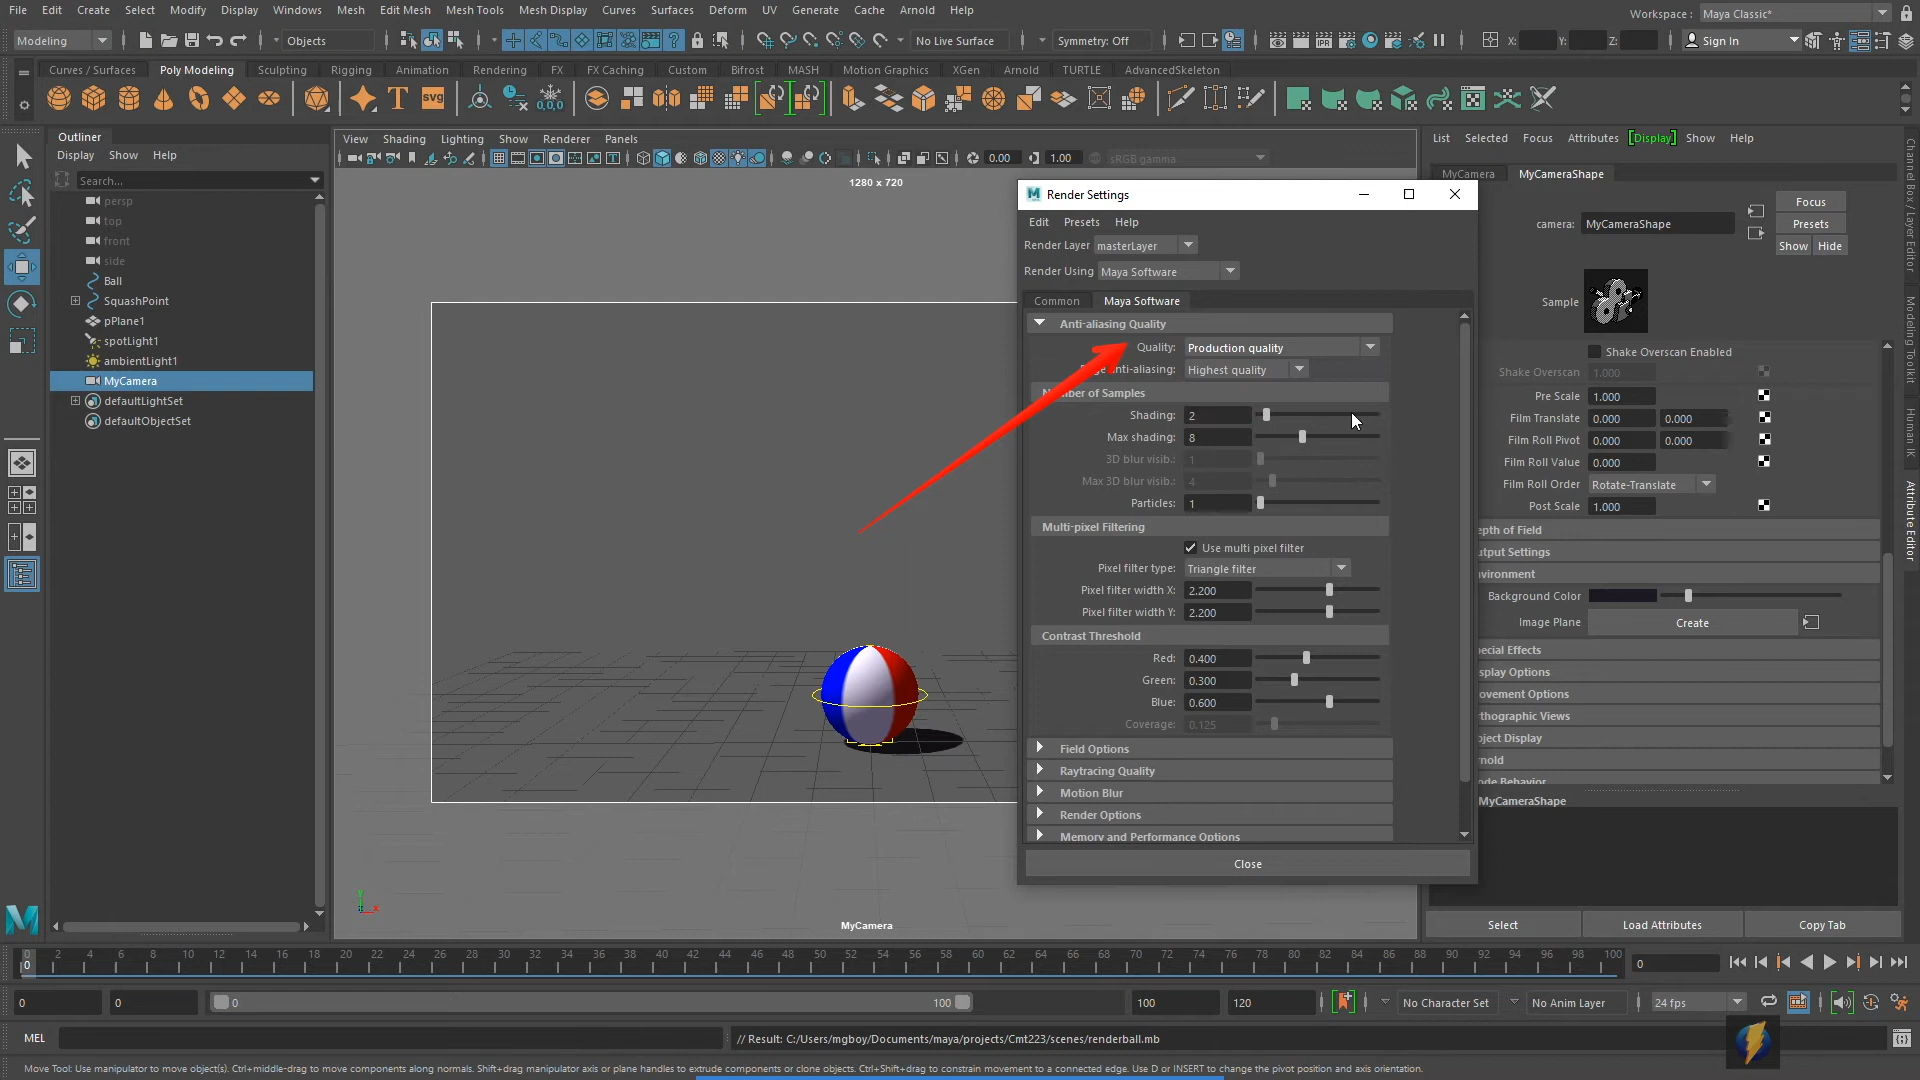 File Edit Create Select Modify Display Windows Mesh Edit Mesh Mesh Tools Mesh Display Curves Surfaces Deform UV Generate Cache Arnold Help
Workspace : Maya Classic*
Modeling Objects No Live Surface Symmetry: Off X: Y: Z: Sign In
Curves / Surfaces Poly Modeling Sculpting Rigging Animation Rendering FX FX Caching Custom Bifrost MASH Motion Graphics XGen Arnold TURTLE AdvancedSkeleton
T SVG 0,0,0
Outliner
Display Show Help
Search...
persp
top
front
side
Ball
SquashPoint
pPlane1
spotLight1
ambientLight1
MyCamera
defaultLightSet
defaultObjectSet
View Shading Lighting Show Renderer Panels
0.00 1.00 sRGB gamma
1280 x 720
MyCamera
y
x
Render Settings
Edit Presets Help
Render Layer masterLayer
Render Using Maya Software
Common Maya Software
Anti-aliasing Quality
Quality: Production quality
anti-aliasing: Highest quality
of Samples
Shading: 2
Max shading: 8
3D blur visib.: 1
Max 3D blur visib.: 4
Particles: 1
Multi-pixel Filtering
Use multi pixel filter
Pixel filter type: Triangle filter
Pixel filter width X: 2.200
Pixel filter width Y: 2.200
Contrast Threshold
Red: 0.400
Green: 0.300
Blue: 0.600
Coverage: 0.125
Field Options
Raytracing Quality
Motion Blur
Render Options
Memory and Performance Options
Close
List Selected Focus Attributes [Display] Show Help
MyCamera MyCameraShape
Focus
camera: MyCameraShape
Presets
Show Hide
Sample
Shake Overscan Enabled
Shake Overscan 1.000
Pre Scale 1.000
Film Translate 0.000 0.000
Film Roll Pivot 0.000 0.000
Film Roll Value 0.000
Film Roll Order Rotate-Translate
Post Scale 1.000
epth of Field
utput Settings
vironment
Background Color
Image Plane Create
pecial Effects
splay Options
ovement Options
rthographic Views
ject Display
nold
ode Behavior
MyCameraShape
Select Load Attributes Copy Tab
Channel Box / Layer Editor
Modeling Toolkit
Human IK
Attribute Editor
0 2 4 6 8 10 12 14 16 18 20 22 24 26 28 30 32 34 36 38 40 42 44 46 48 50 52 54 56 58 60 62 64 66 68 70 72 74 76 78 80 82 84 86 88 90 92 94 96 98 100
0
0
0 0 0 100 100 120 No Character Set No Anim Layer 24 fps
MEL // Result: C:/Users/mgboy/Documents/maya/projects/Cmt223/scenes/renderball.mb
Move Tool: Use manipulator to move object(s). Ctrl+middle-drag to move components along normals. Shift+drag manipulator axis or plane handles to extrude components or clone objects. Ctrl+Shift+drag to constrain movement to a connected edge. Use D or INSERT to change the pivot position and axis orientation.